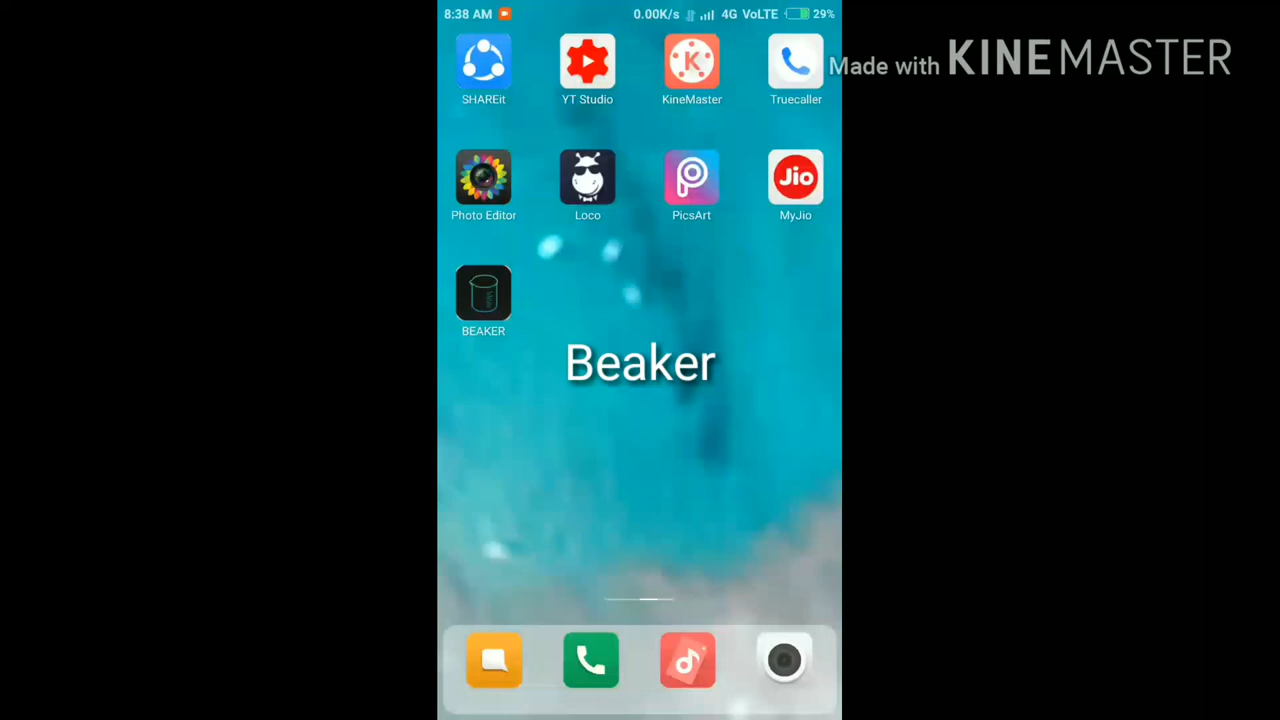 8:38 AM 0.00K/s 4G VoLTE 29%
Made with KINEMASTER
SHAREit YT Studio KineMaster Truecaller
Jio
Photo Editor Loco PicsArt MyJio
BEAKER
Beaker